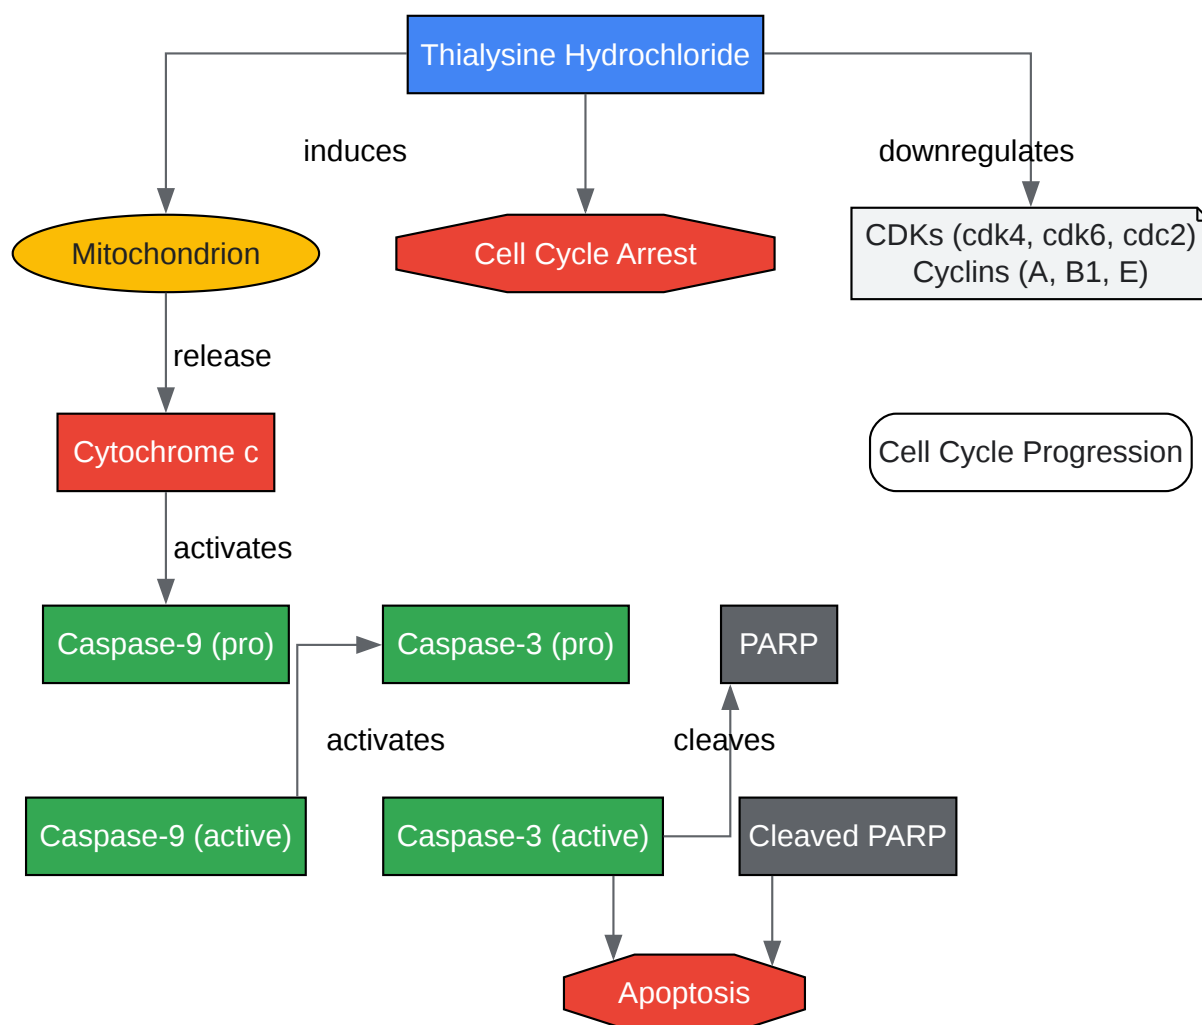 Thialysine Hydrochloride
induces
downregulates
Mitochondrion
Cell Cycle Arrest
CDKs (cdk4, cdk6, cdc2)
Cyclins (A, B1, E)
release
Cytochrome c
Cell Cycle Progression
activates
Caspase-9 (pro)
Caspase-3 (pro)
PARP
activates
cleaves
Caspase-9 (active)
Caspase-3 (active)
Cleaved PARP
Apoptosis